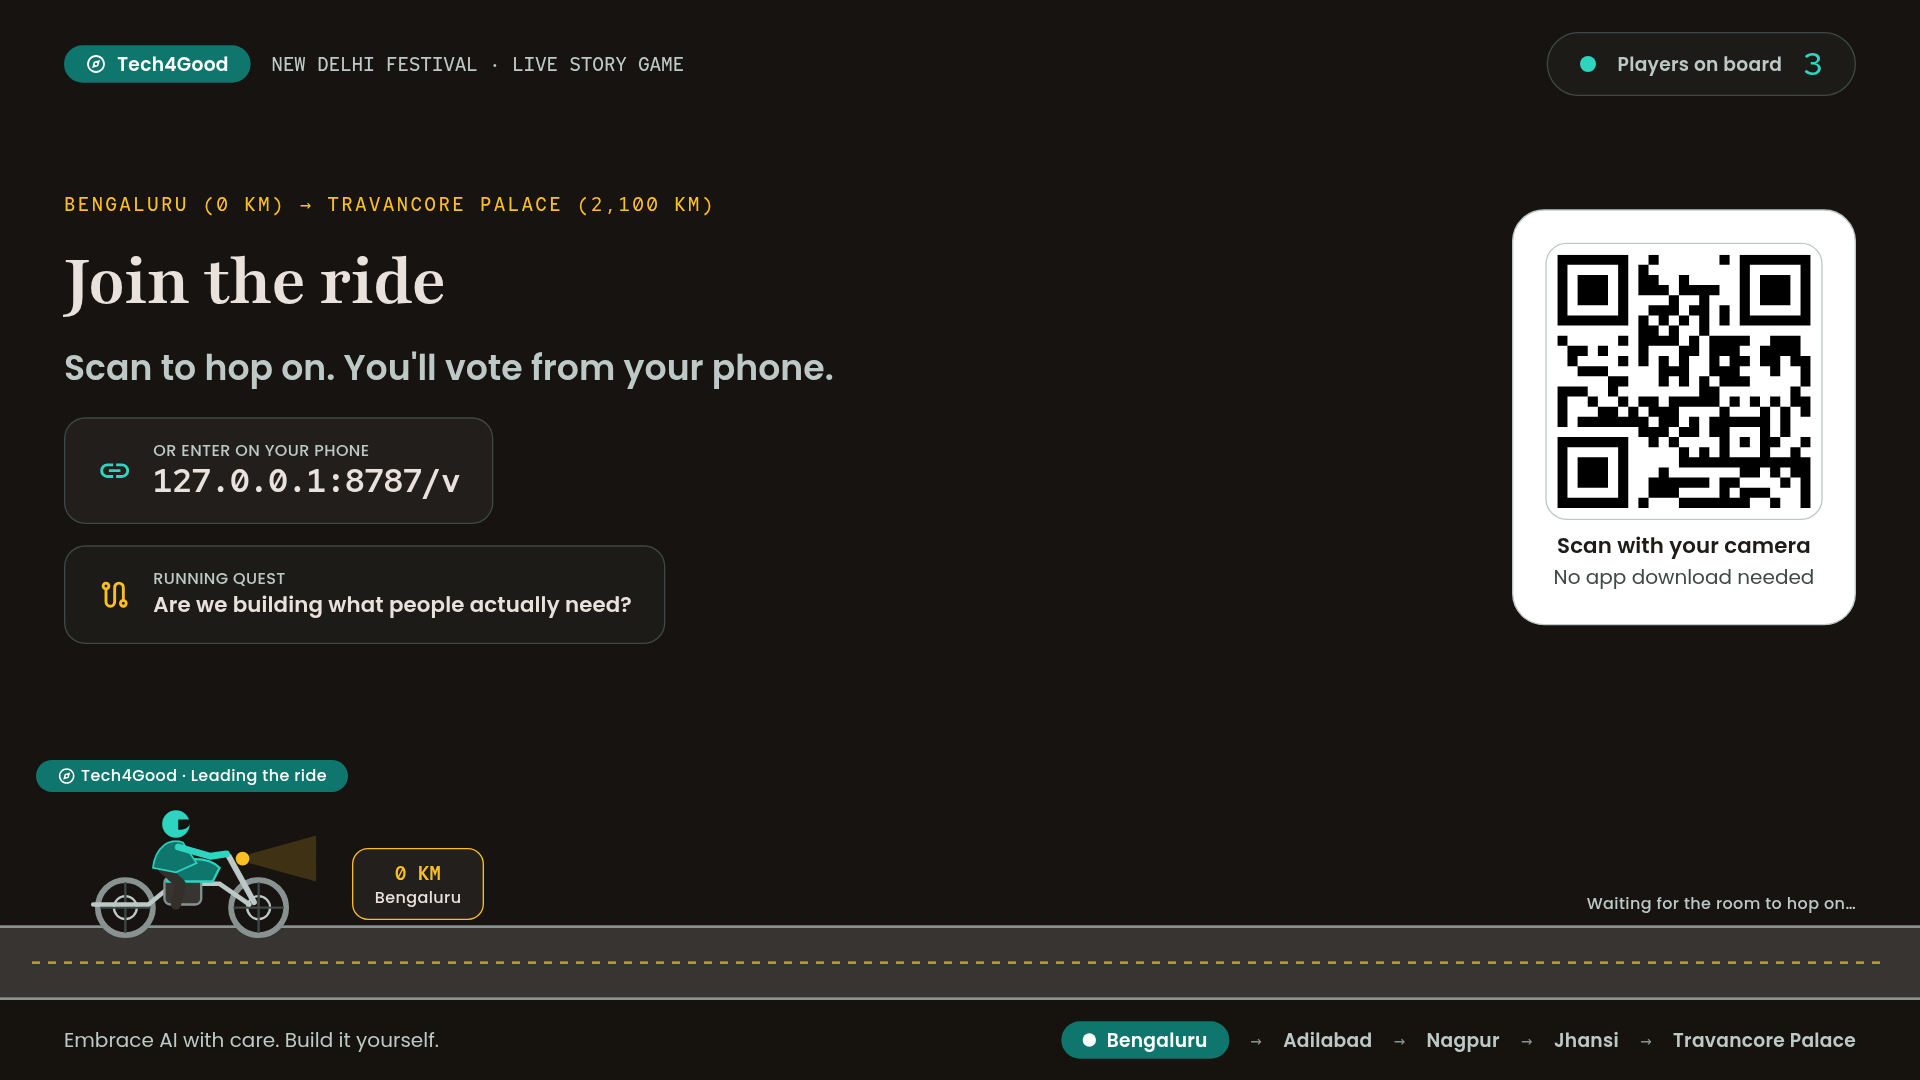 Tech4Good
NEW DELHI FESTIVAL · LIVE STORY GAME
Players on board 3
BENGALURU (0 KM) → TRAVANCORE PALACE (2,100 KM)
Join the ride
Scan to hop on. You'll vote from your phone.
OR ENTER ON YOUR PHONE
127.0.0.1:8787/v
RUNNING QUEST
Are we building what people actually need?
Scan with your camera
No app download needed
Tech4Good · Leading the ride
0 KM
Bengaluru
Waiting for the room to hop on…
Embrace AI with care. Build it yourself.
Bengaluru → Adilabad → Nagpur → Jhansi → Travancore Palace